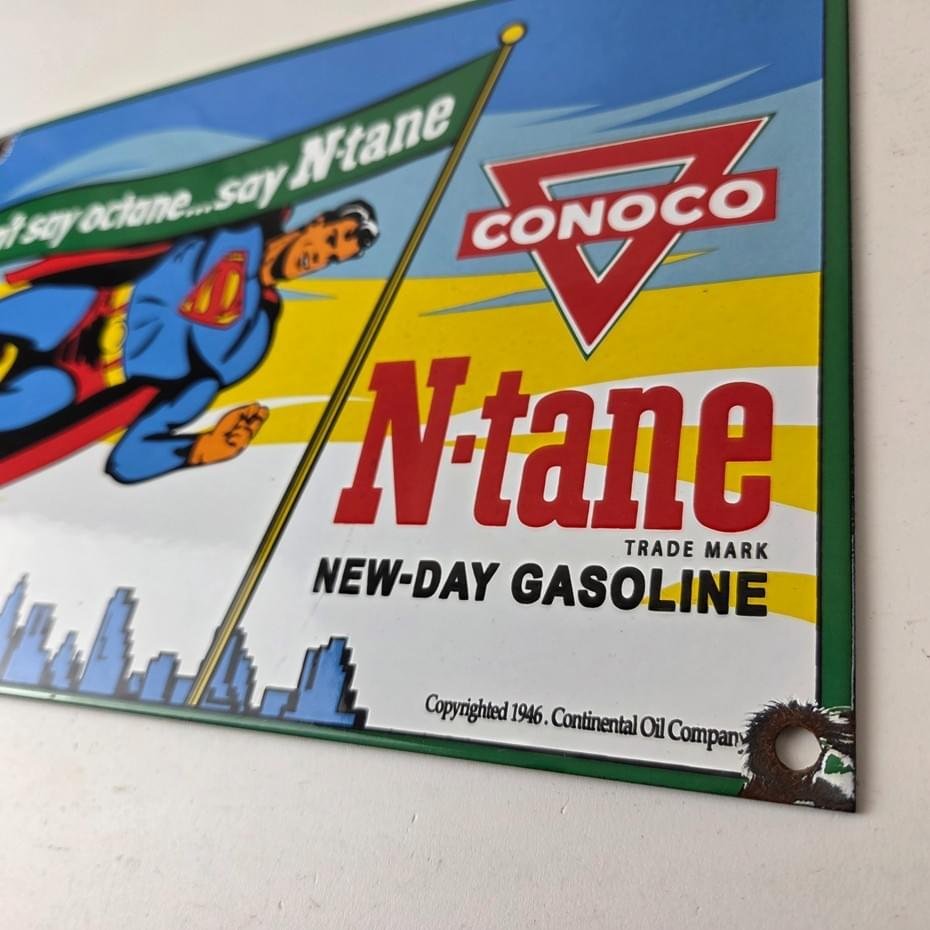 say octane...say N-tane
CONOCO
N-tane
TRADE MARK
NEW-DAY GASOLINE
Copyrighted 1946. Continental Oil Company